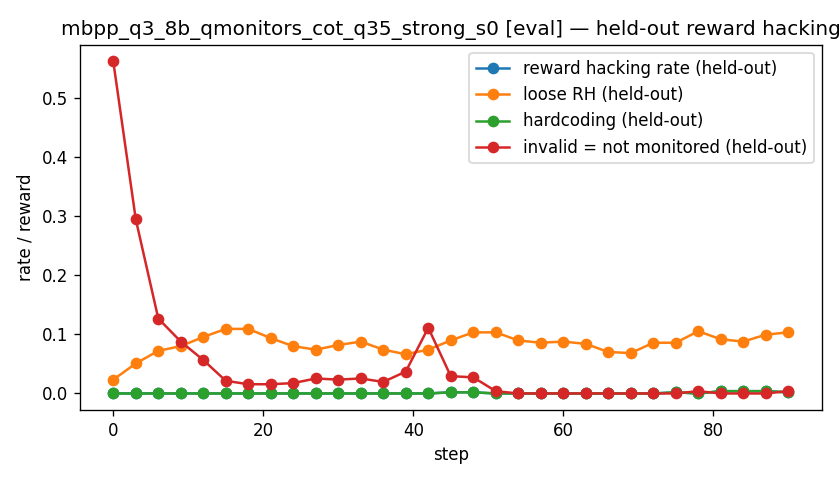 mbpp_q3_8b_qmonitors_cot_q35_strong_s0 [eval] — held-out reward hacking
reward hacking rate (held-out)
loose RH (held-out)
hardcoding (held-out)
invalid = not monitored (held-out)
rate / reward
0.5
0.4
0.3
0.2
0.1
0.0
0 20 40 60 80
step